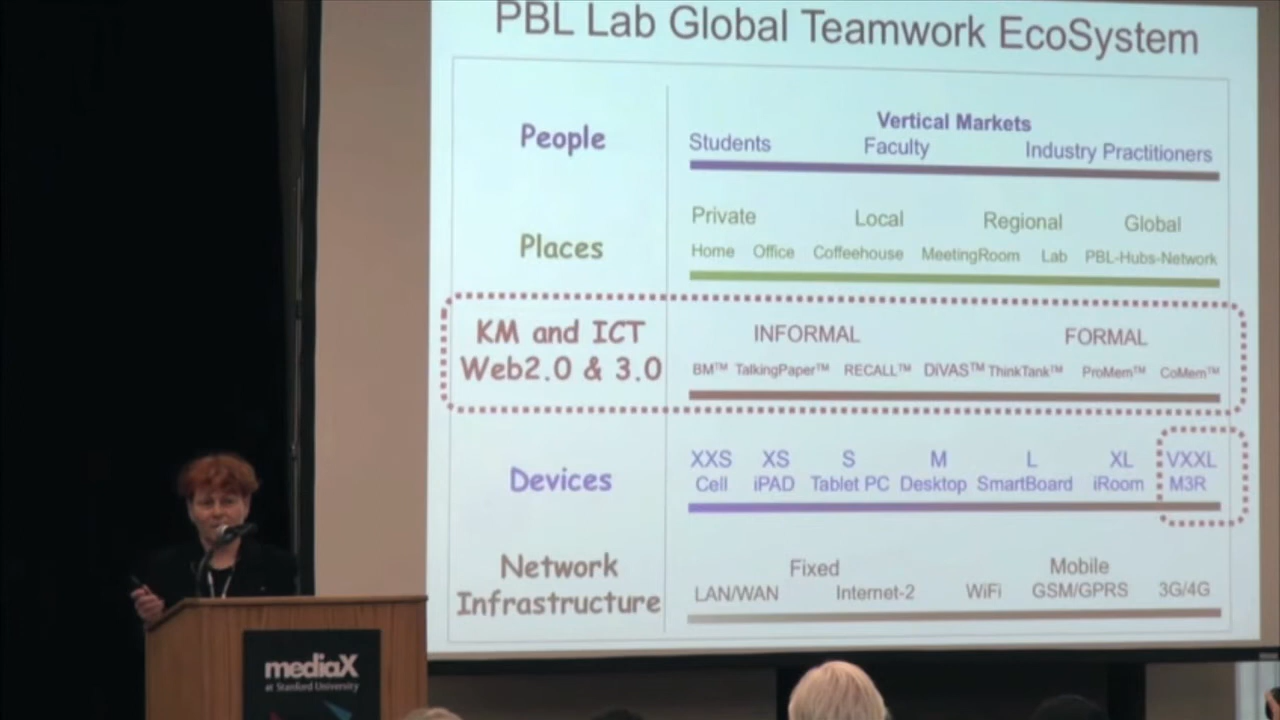 PBL Lab Global Teamwork EcoSystem
People
Vertical Markets
Students Faculty Industry Practitioners
Places
Private Local Regional Global
Home Office Coffeehouse MeetingRoom Lab PBL-Hubs-Network
KM and ICT
Web2.0 & 3.0
INFORMAL FORMAL
BM™ TalkingPaper™ RECALL™ DiVAS™ ThinkTank™ ProMem™ CoMem™
Devices
XXS XS S M L XL VXXL
Cell iPAD Tablet PC Desktop SmartBoard iRoom M3R
Network
Infrastructure
Fixed Mobile
LAN/WAN Internet-2 WiFi GSM/GPRS 3G/4G
mediaX
at Stanford University